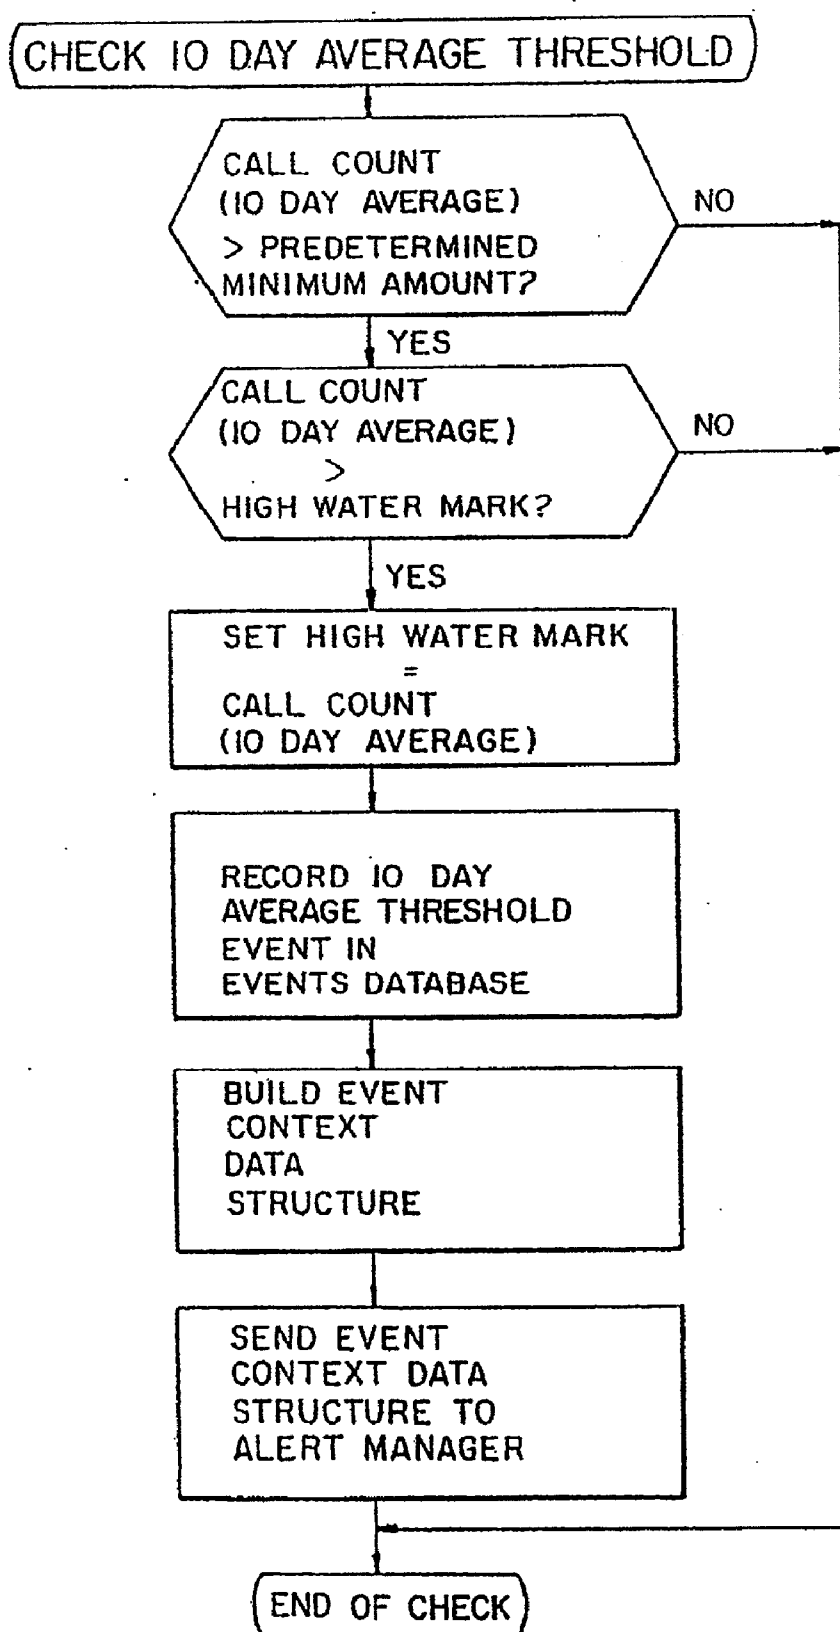 CHECK 10 DAY AVERAGE THRESHOLD
CALL COUNT
(10 DAY AVERAGE)
> PREDETERMINED
MINIMUM AMOUNT?
NO
YES
CALL COUNT
(10 DAY AVERAGE)
>
HIGH WATER MARK?
NO
YES
SET HIGH WATER MARK
=
CALL COUNT
(10 DAY AVERAGE)
RECORD 10 DAY
AVERAGE THRESHOLD
EVENT IN
EVENTS DATABASE
BUILD EVENT
CONTEXT
DATA
STRUCTURE
SEND EVENT
CONTEXT DATA
STRUCTURE TO
ALERT MANAGER
END OF CHECK